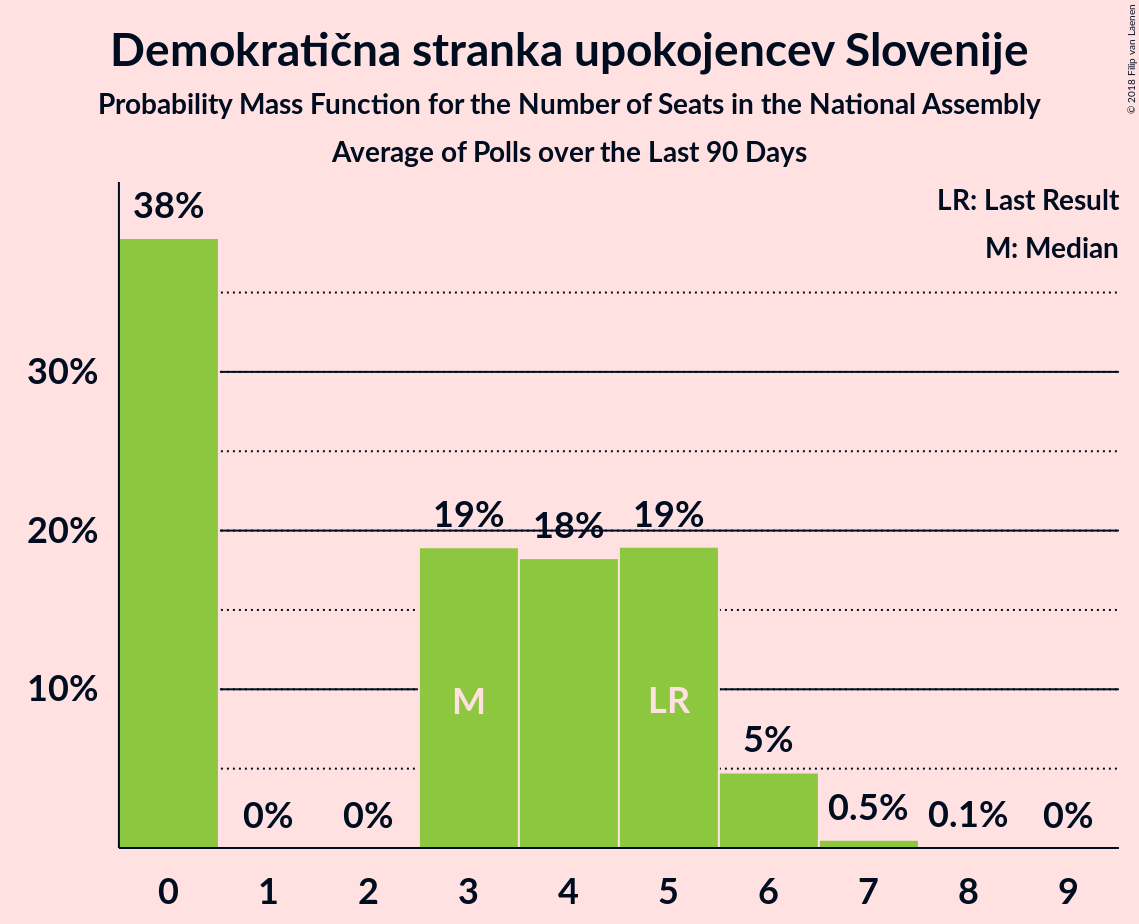 Demokratična stranka upokojencev Slovenije
Probability Mass Function for the Number of Seats in the National Assembly
Average of Polls over the Last 90 Days
© 2018 Filip van Laenen
LR: Last Result
M: Median
38%
30%
20%
10%
19%
18%
19%
M
LR
5%
0%
0%
0.5%
0.1%
0%
0 1 2 3 4 5 6 7 8 9